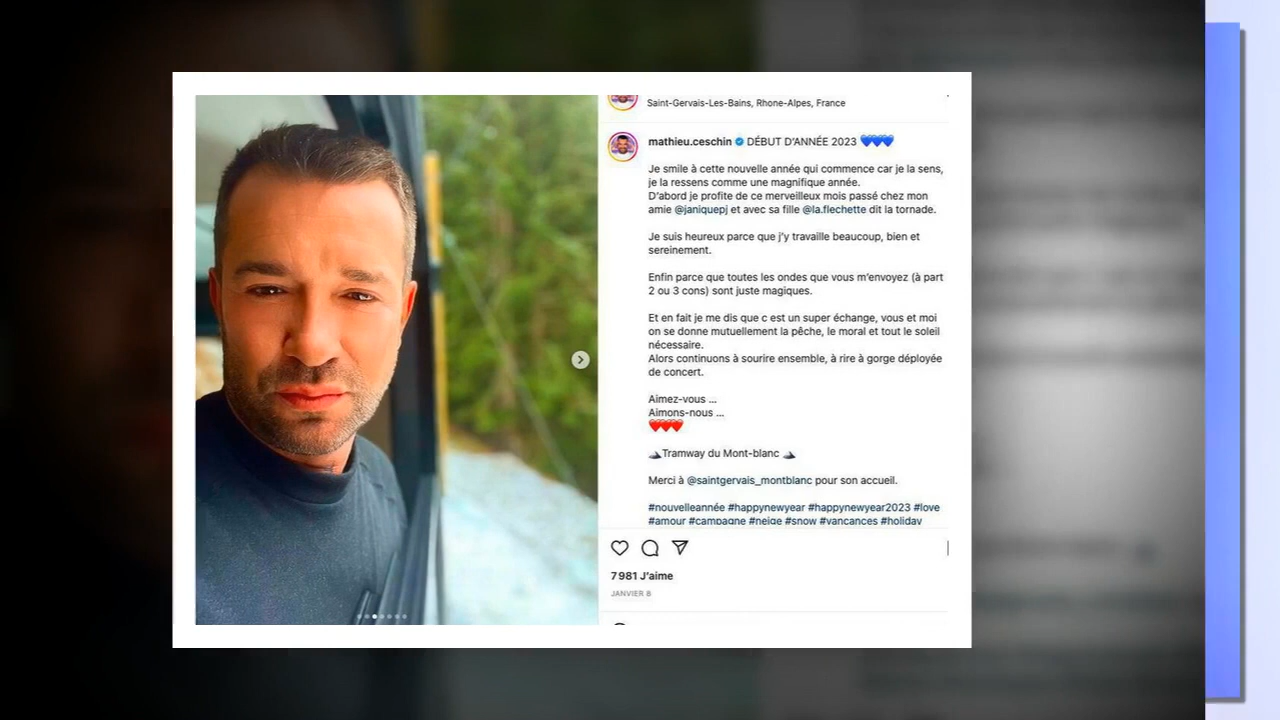 Saint-Gervais-Les-Bains, Rhone-Alpes, France
mathieu.ceschin DÉBUT D'ANNÉE 2023 💙💙💙
Je smile à cette nouvelle année qui commence car je la sens,
je la ressens comme une magnifique année.
D'abord je profite de ce merveilleux mois passé chez mon
amie @janiquepj et avec sa fille @la.flechette dit la tornade.
Je suis heureux parce que j'y travaille beaucoup, bien et
sereinement.
Enfin parce que toutes les ondes que vous m'envoyez (à part
2 ou 3 cons) sont juste magiques.
Et en fait je me dis que c est un super échange, vous et moi
on se donne mutuellement la pêche, le moral et tout le soleil
nécessaire.
Alors continuons à sourire ensemble, à rire à gorge déployée
de concert.
Aimez-vous ...
Aimons-nous ...
❤️❤️❤️
🏔Tramway du Mont-blanc 🏔
Merci à @saintgervais_montblanc pour son accueil.
#nouvelleannée #happynewyear #happynewyear2023 #love
#amour #campagne #neige #snow #vancances #holiday
7 981 J'aime
JANVIER 8